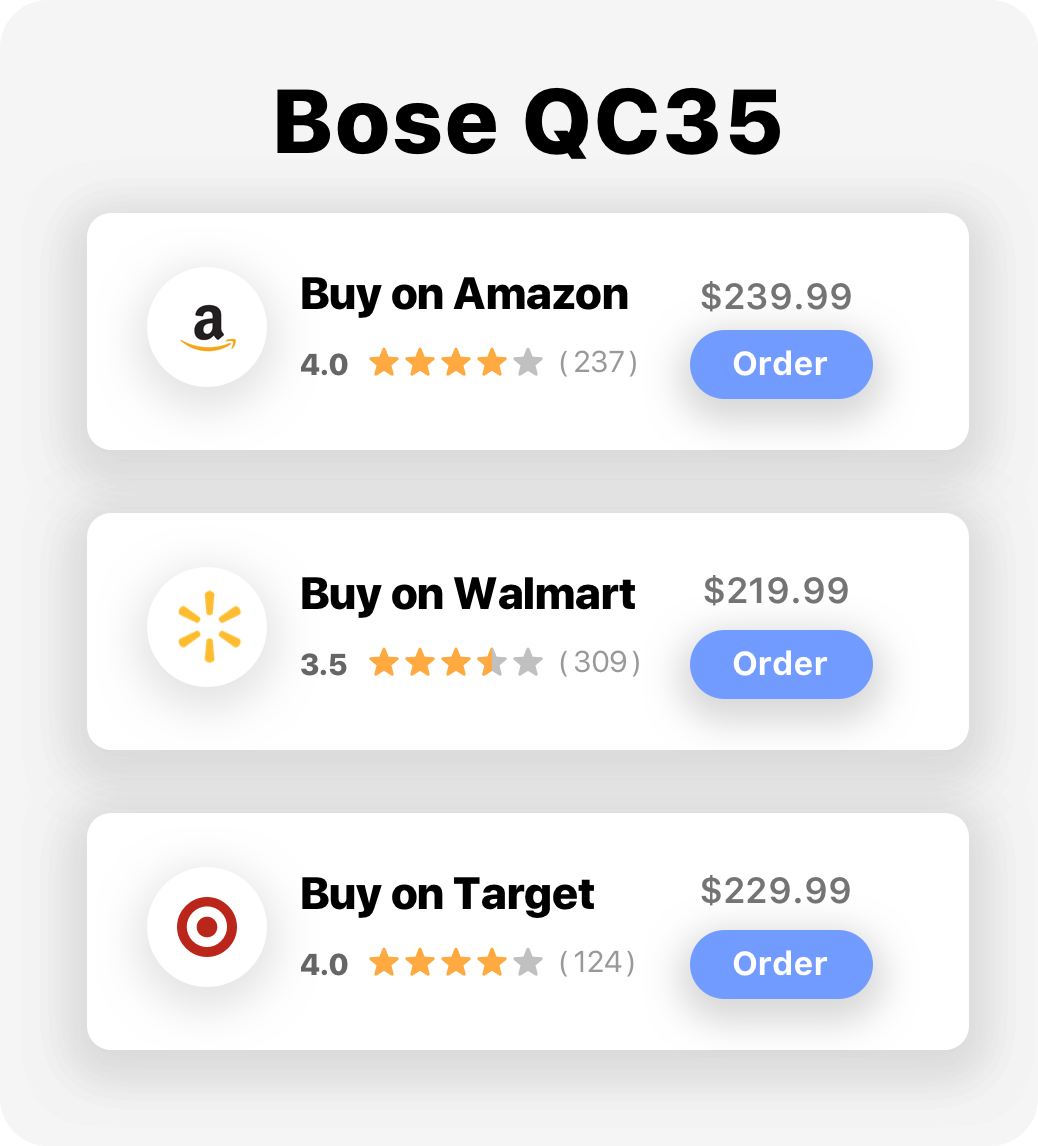 Bose QC35
a
Buy on Amazon
$239.99
4.0
(237)
Order
Buy on Walmart
$219.99
3.5
(309)
Order
Buy on Target
$229.99
4.0
(124)
Order